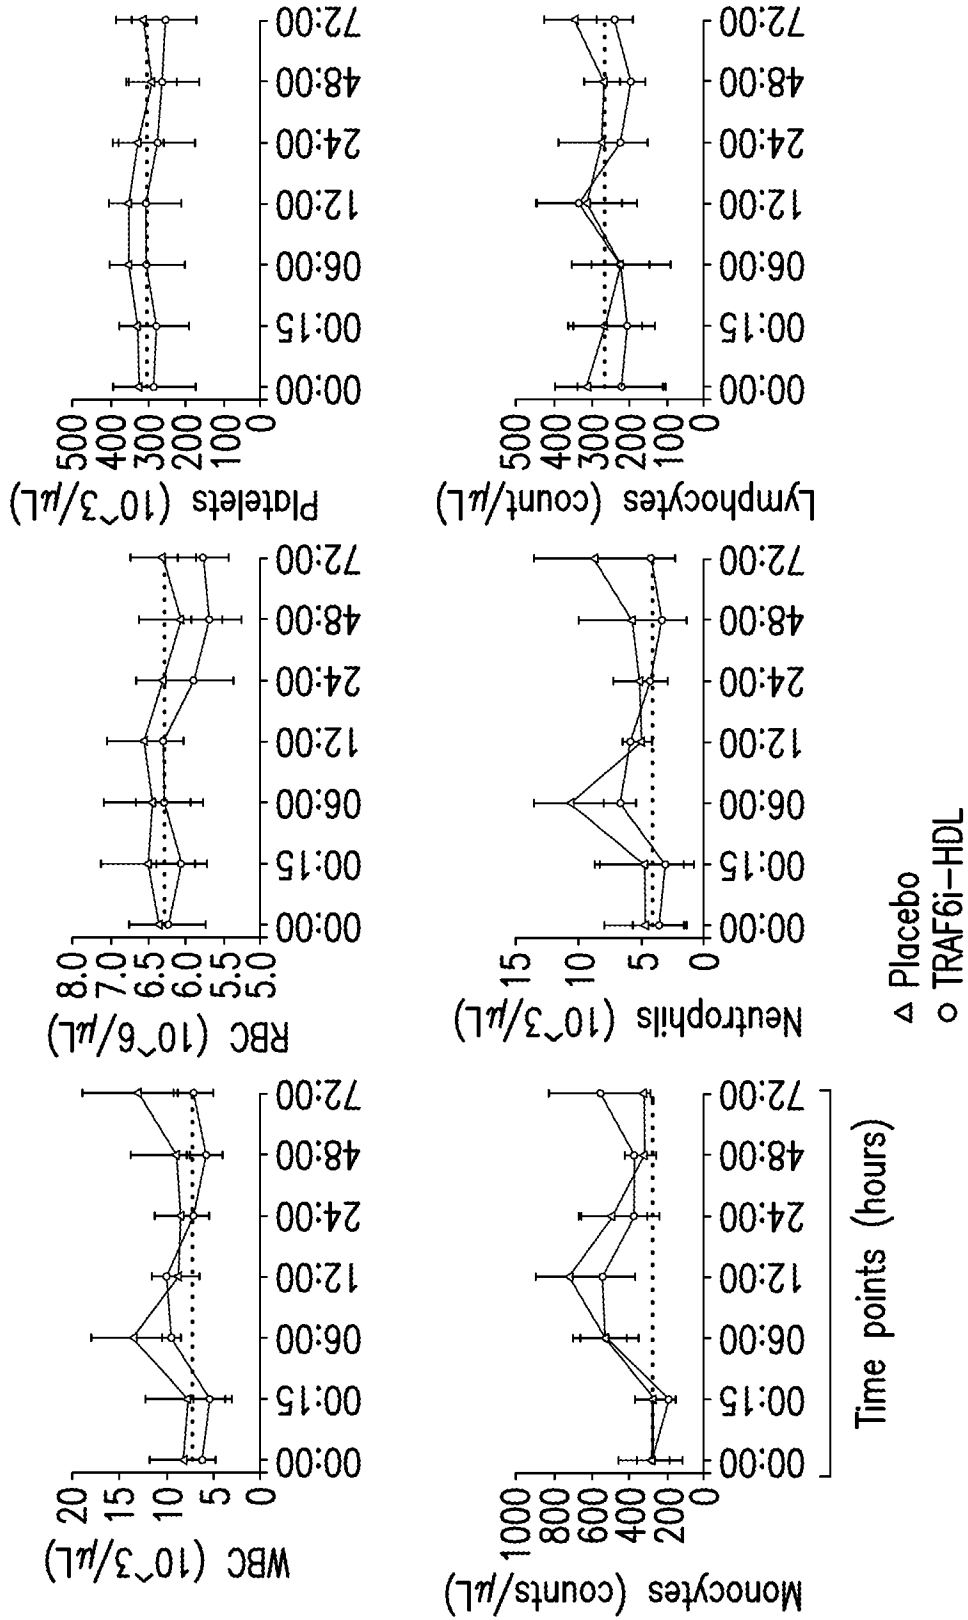 WBC (10^3/μL)
20
15
10
5
0
00:00 00:15 06:00 12:00 24:00 48:00 72:00
RBC (10^6/μL)
8.0
7.0
6.5
6.0
5.5
5.0
00:00 00:15 06:00 12:00 24:00 48:00 72:00
Platelets (10^3/μL)
500
400
300
200
100
0
00:00 00:15 06:00 12:00 24:00 48:00 72:00
Monocytes (counts/μL)
1000
800
600
400
200
0
00:00 00:15 06:00 12:00 24:00 48:00 72:00
Neutrophils (10^3/μL)
15
10
5
0
00:00 00:15 06:00 12:00 24:00 48:00 72:00
Lymphocytes (count/μL)
500
400
300
200
100
0
00:00 00:15 06:00 12:00 24:00 48:00 72:00
Time points (hours)
Placebo
TRAF6i-HDL